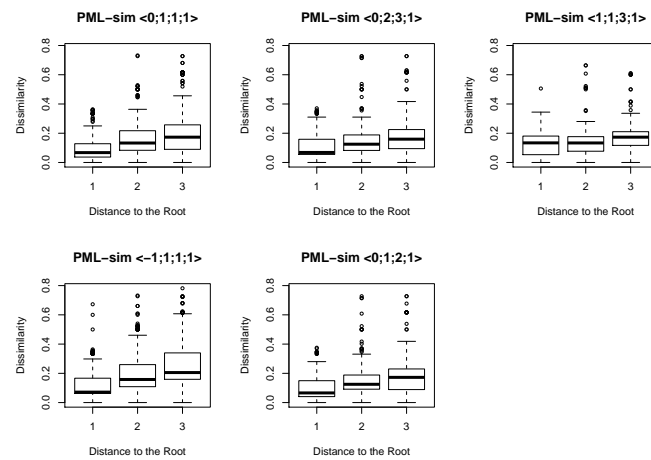 PML−sim <0;1;1;1>
0.8
0.6
0.4
0.2
0.0
Dissimilarity
1 2 3
Distance to the Root
PML−sim <0;2;3;1>
0.8
0.6
0.4
0.2
0.0
Dissimilarity
1 2 3
Distance to the Root
PML−sim <1;1;3;1>
0.8
0.6
0.4
0.2
0.0
Dissimilarity
1 2 3
Distance to the Root
PML−sim <−1;1;1;1>
0.8
0.6
0.4
0.2
0.0
Dissimilarity
1 2 3
Distance to the Root
PML−sim <0;1;2;1>
0.8
0.6
0.4
0.2
0.0
Dissimilarity
1 2 3
Distance to the Root